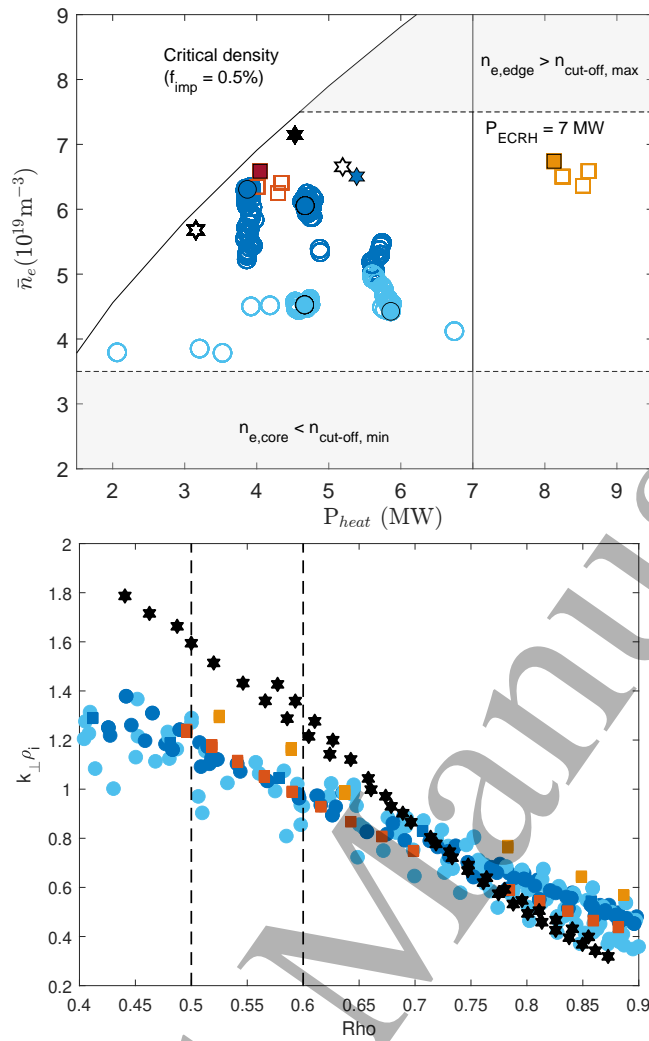 9
8
7
6
5
4
3
2
n̄e(10^19 m^−3)
Critical density
(f_imp = 0.5%)
n_e,edge > n_cut-off, max
P_ECRH = 7 MW
n_e,core < n_cut-off, min
2 3 4 5 6 7 8 9
P_heat (MW)
2
1.8
1.6
1.4
1.2
1
0.8
0.6
0.4
0.2
k⊥ρi
0.4 0.45 0.5 0.55 0.6 0.65 0.7 0.75 0.8 0.85 0.9
Rho
Manus